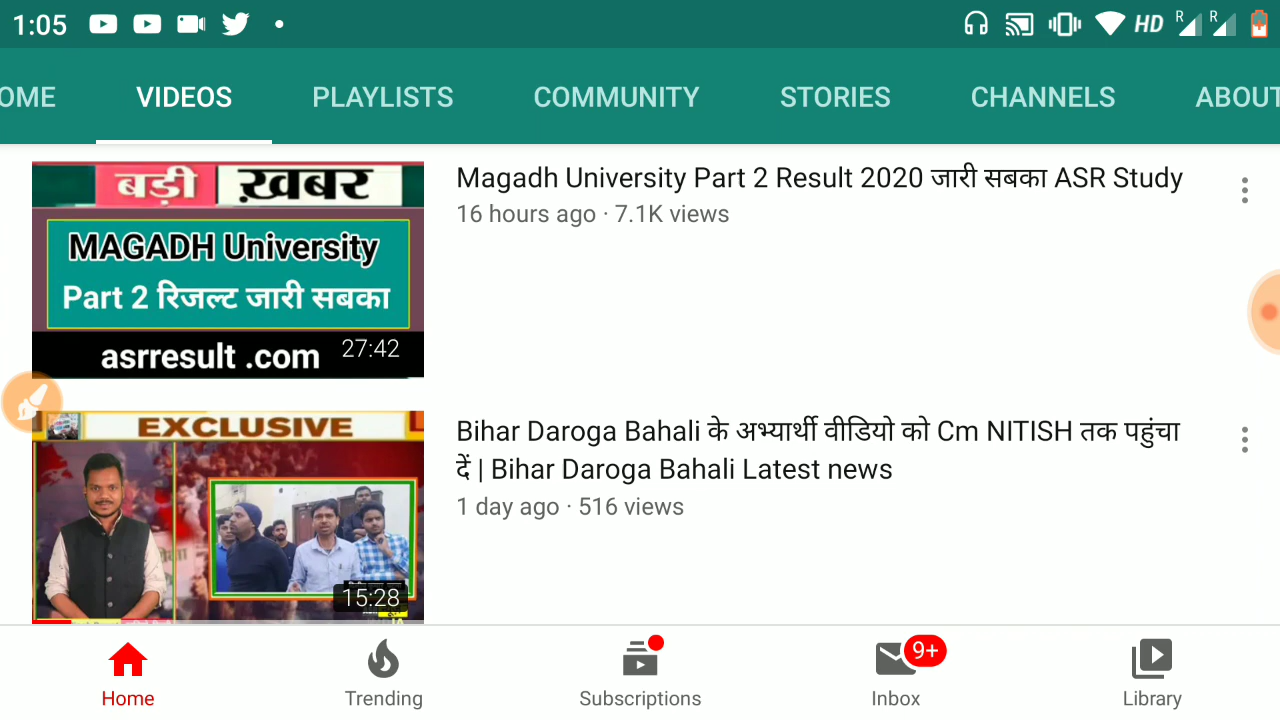 1:05 HD R R
OME VIDEOS PLAYLISTS COMMUNITY STORIES CHANNELS ABOUT
बड़ी ख़बर
MAGADH University
Part 2 रिजल्ट जारी सबका
asrresult .com
27:42
Magadh University Part 2 Result 2020 जारी सबका ASR Study
16 hours ago · 7.1K views
EXCLUSIVE
15:28
Bihar Daroga Bahali के अभ्यार्थी वीडियो को Cm NITISH तक पहुंचा
दें | Bihar Daroga Bahali Latest news
1 day ago · 516 views
9+
Home Trending Subscriptions Inbox Library